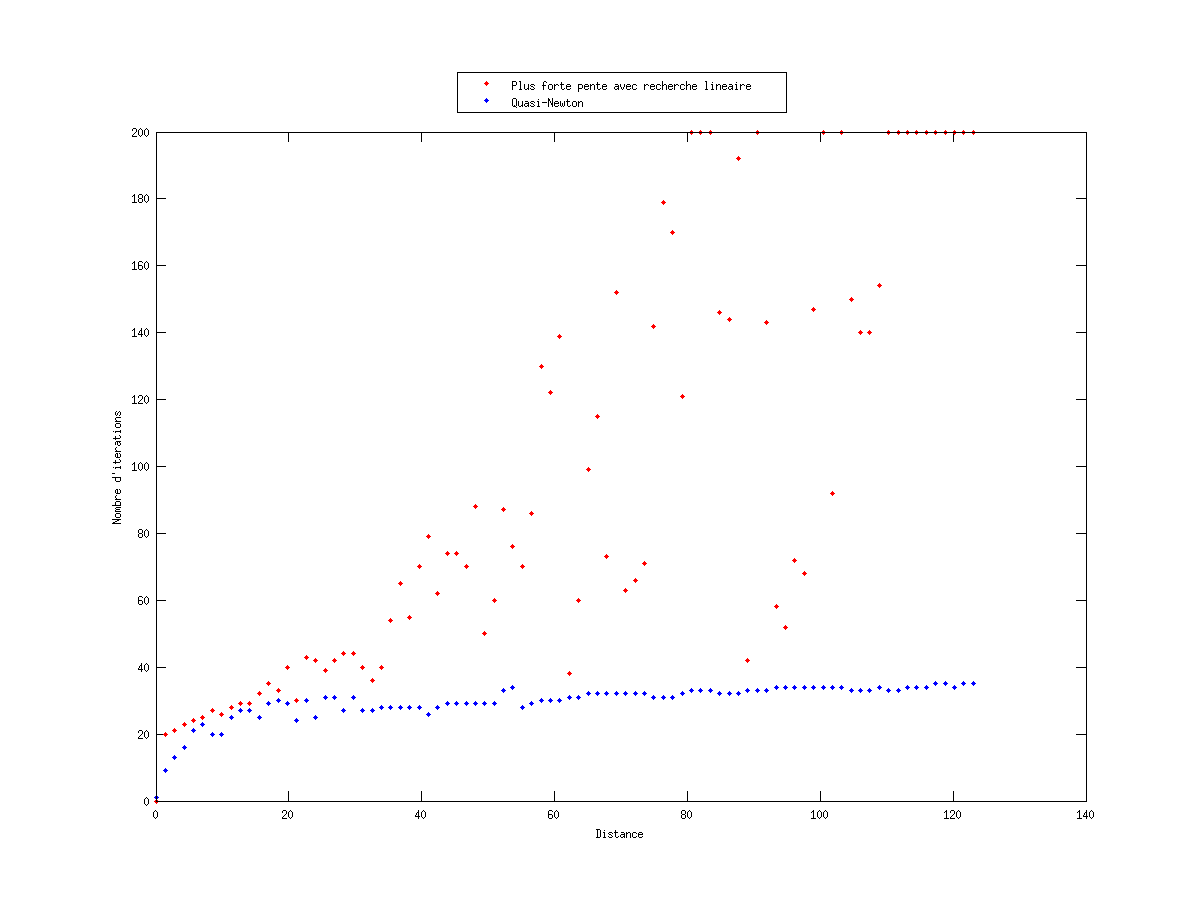 Plus forte pente avec recherche lineaire
Quasi-Newton
200
180
160
140
120
100
80
60
40
20
0
Nombre d'iterations
0 20 40 60 80 100 120 140
Distance